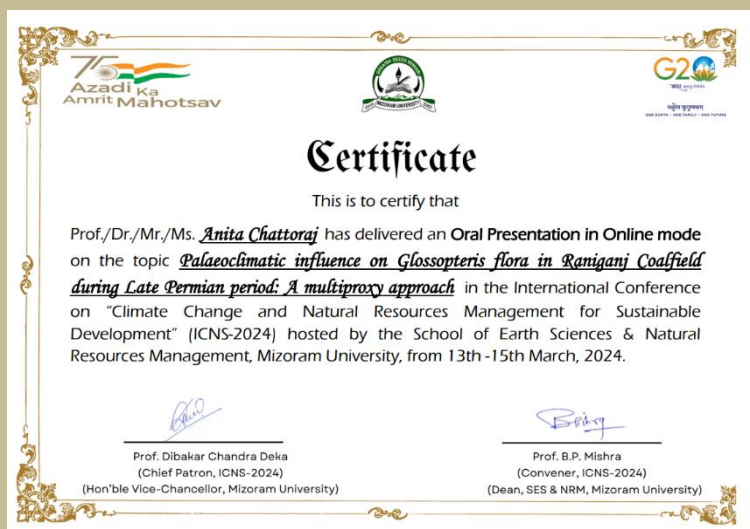 75
Azadi Ka
Amrit Mahotsav
MIZORAM UNIVERSITY
G20
वसुधैव कुटुम्बकम्
ONE EARTH • ONE FAMILY • ONE FUTURE
Certificate
This is to certify that
Prof./Dr./Mr./Ms. Anita Chattoraj has delivered an Oral Presentation in Online mode
on the topic Palaeoclimatic influence on Glossopteris flora in Raniganj Coalfield
during Late Permian period: A multiproxy approach in the International Conference
on “Climate Change and Natural Resources Management for Sustainable
Development” (ICNS-2024) hosted by the School of Earth Sciences & Natural
Resources Management, Mizoram University, from 13th -15th March, 2024.
Prof. Dibakar Chandra Deka
(Chief Patron, ICNS-2024)
(Hon'ble Vice-Chancellor, Mizoram University)
Prof. B.P. Mishra
(Convener, ICNS-2024)
(Dean, SES & NRM, Mizoram University)